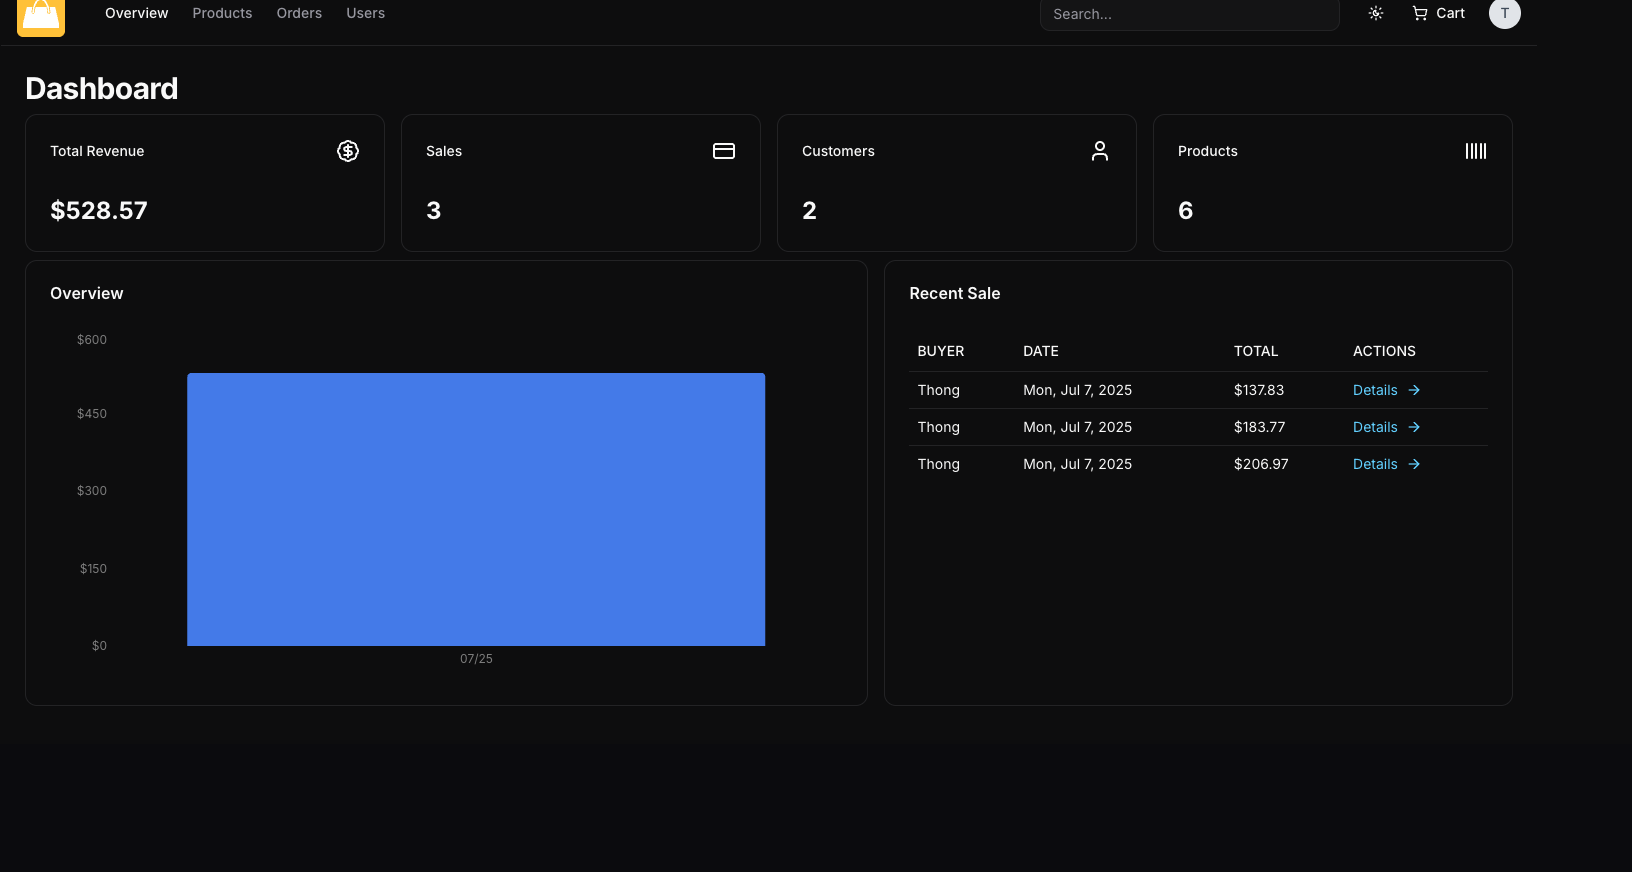 Overview Products Orders Users Search... Cart T
Dashboard
Total Revenue
$528.57
Sales
3
Customers
2
Products
6
Overview
$600
$450
$300
$150
$0
07/25
Recent Sale
BUYER DATE TOTAL ACTIONS
Thong Mon, Jul 7, 2025 $137.83 Details →
Thong Mon, Jul 7, 2025 $183.77 Details →
Thong Mon, Jul 7, 2025 $206.97 Details →